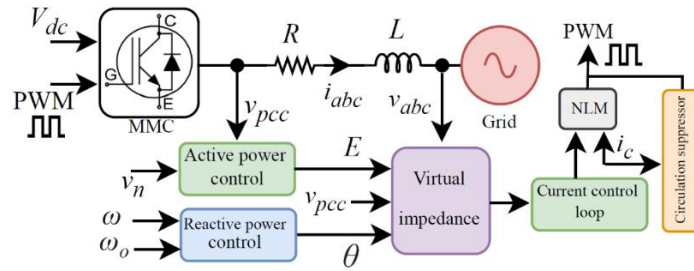 V_dc
PWM
C
G
E
MMC
R
L
i_abc
v_pcc
v_abc
Grid
PWM
NLM
i_c
Circulation suppressor
v_n
Active power
control
E
v_pcc
Virtual
impedance
Current control
loop
ω
ω_o
Reactive power
control
θ